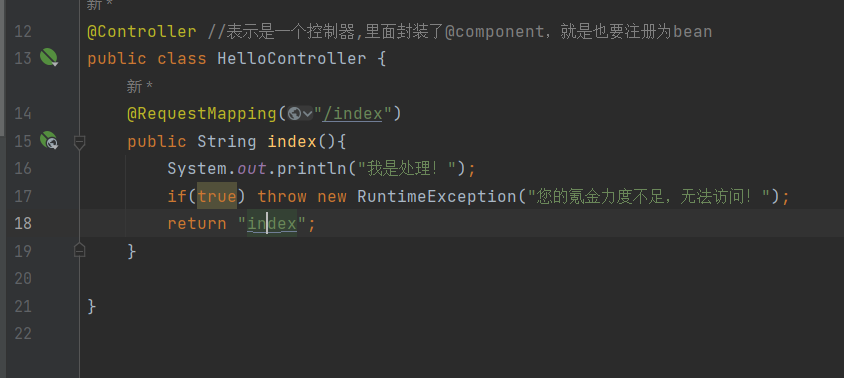 新 *
12 @Controller //表示是一个控制器,里面封装了@component，就是也要注册为bean
13 public class HelloController {
新 *
14 @RequestMapping("/index")
15 public String index(){
16 System.out.println("我是处理！");
17 if(true) throw new RuntimeException("您的氪金力度不足，无法访问！");
18 return "index";
19 }
20
21 }
22